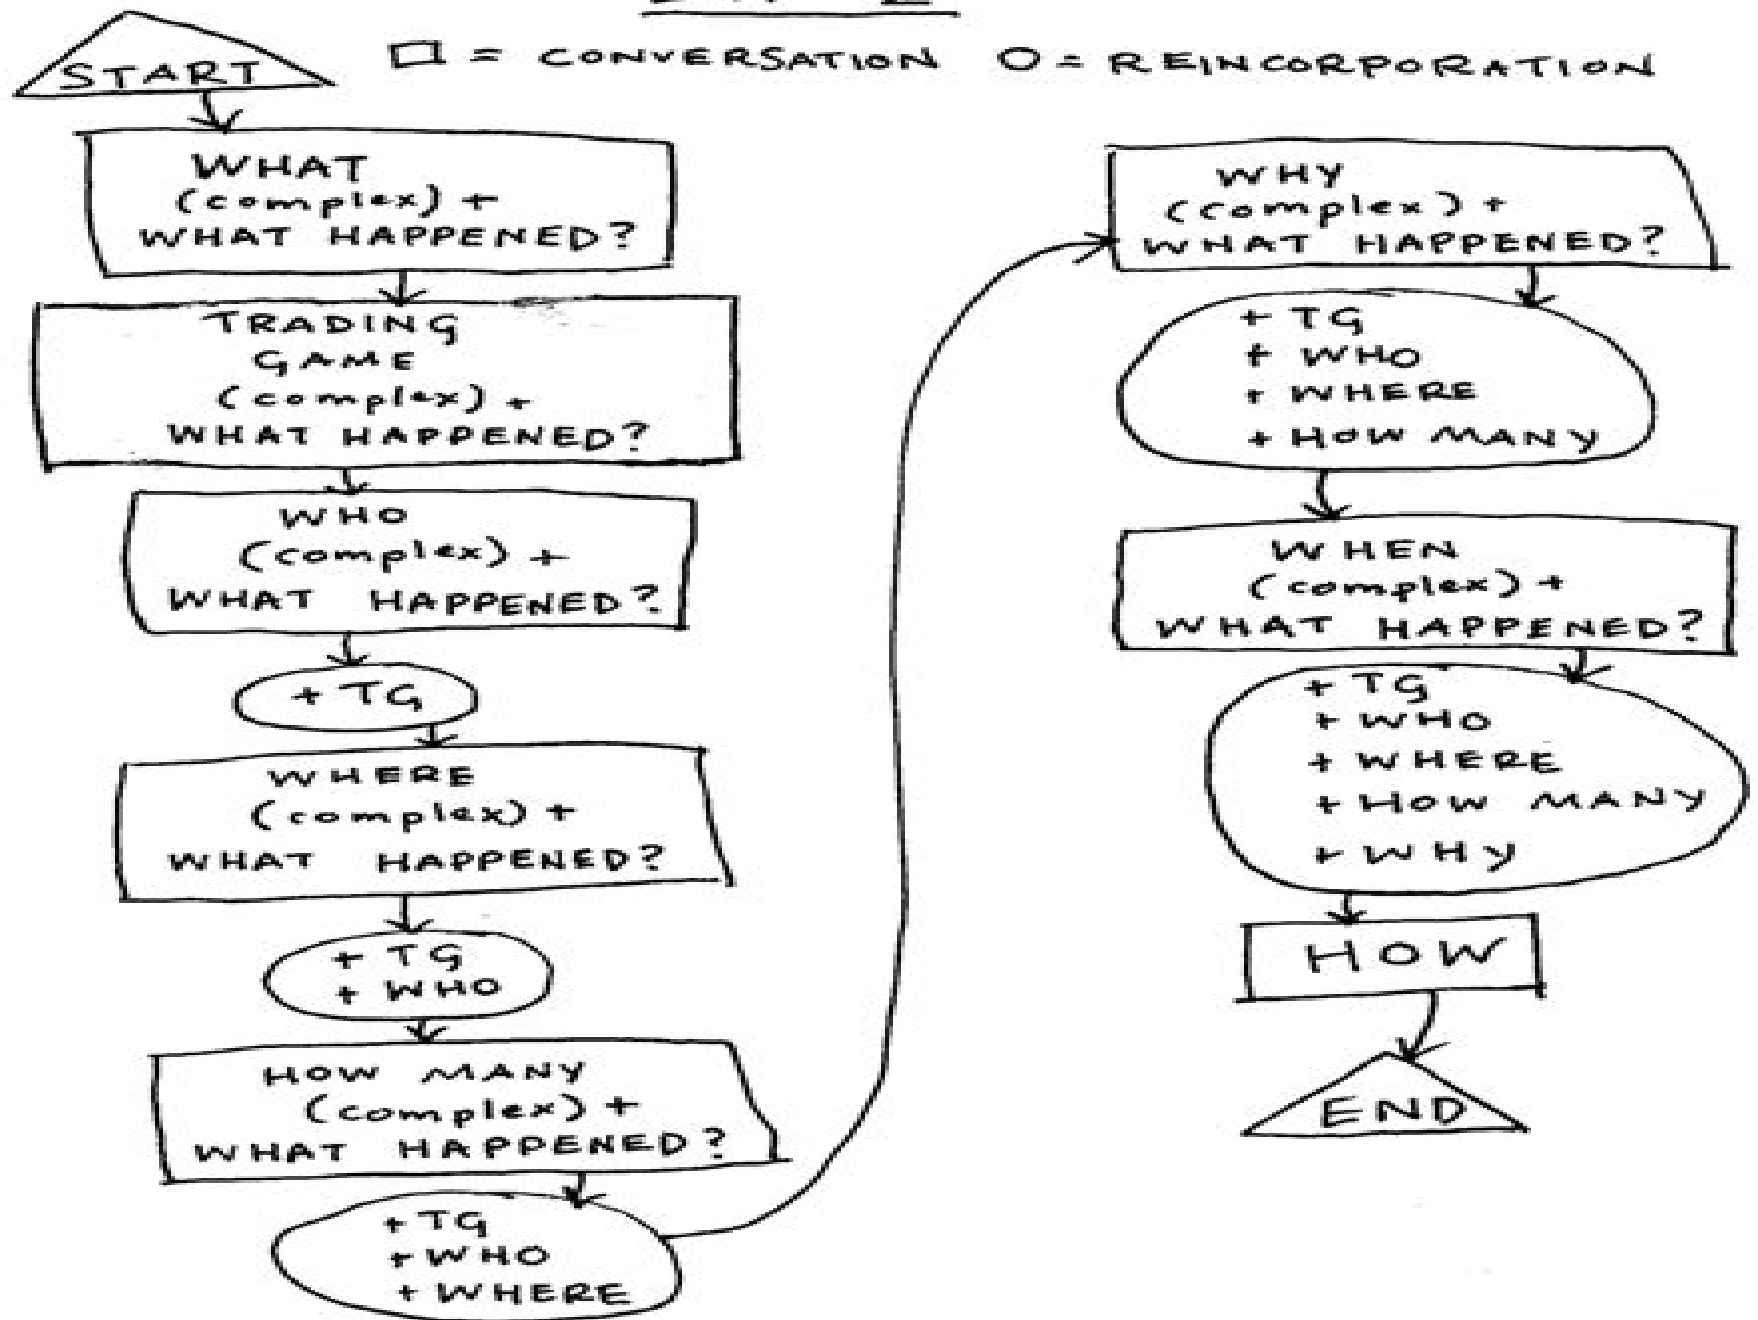 START
□ = CONVERSATION O = REINCORPORATION
WHAT
(complex) +
WHAT HAPPENED?
TRADING
GAME
(complex) +
WHAT HAPPENED?
WHO
(complex) +
WHAT HAPPENED?
+ TG
WHERE
(complex) +
WHAT HAPPENED?
+ TG
+ WHO
HOW MANY
(complex) +
WHAT HAPPENED?
+ TG
+ WHO
+ WHERE
WHY
(complex) +
WHAT HAPPENED?
+ TG
+ WHO
+ WHERE
+ HOW MANY
WHEN
(complex) +
WHAT HAPPENED?
+ TG
+ WHO
+ WHERE
+ HOW MANY
+ WHY
HOW
END